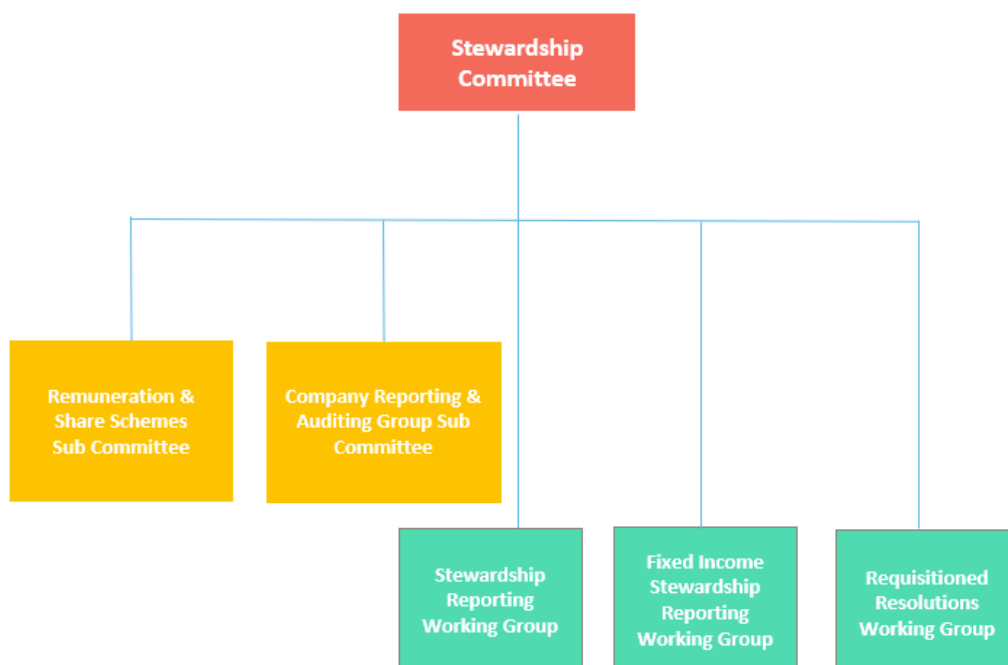 Stewardship
Committee
Remuneration &
Share Schemes
Sub Committee
Company Reporting &
Auditing Group Sub
Committee
Stewardship
Reporting
Working Group
Fixed Income
Stewardship
Reporting
Working Group
Requisitioned
Resolutions
Working Group